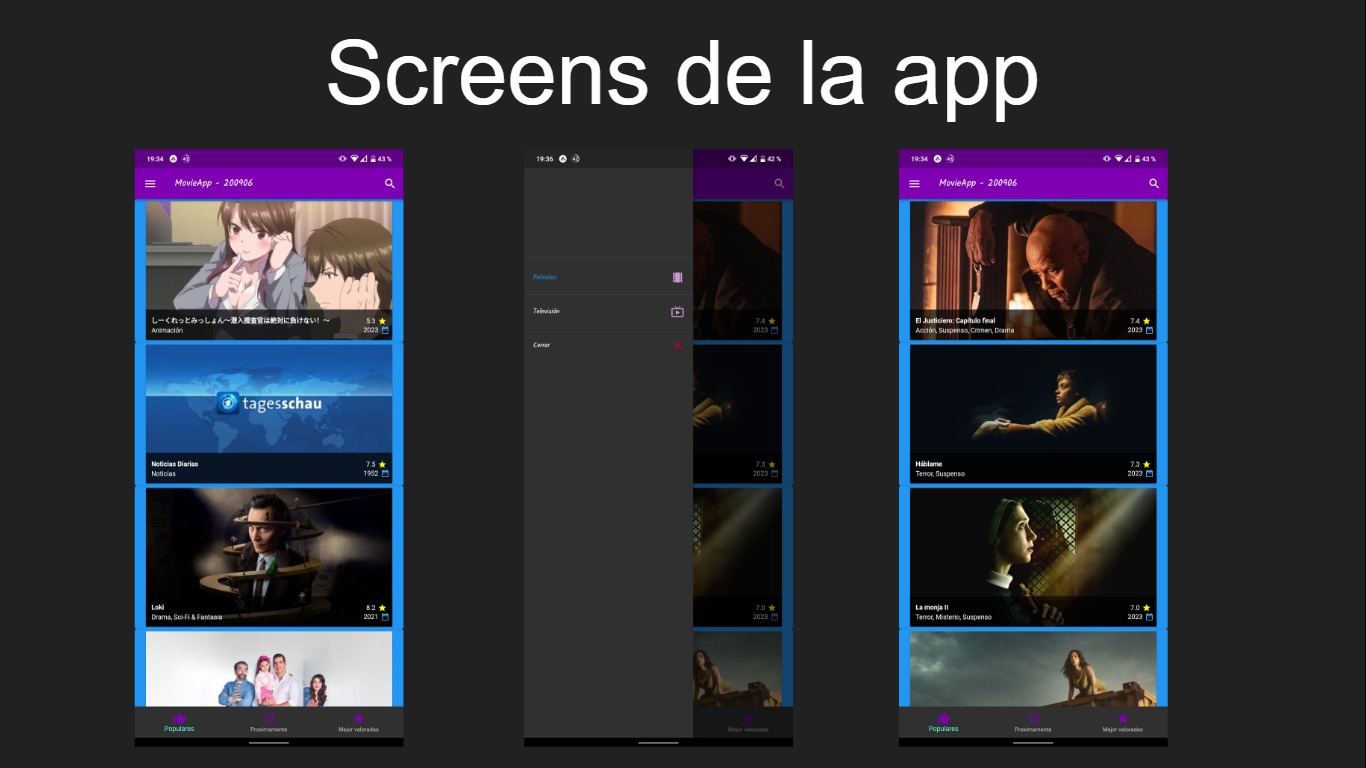 Screens de la app
19:34
43 %
MovieApp - 200906
しーくれっとみっしょん～潜入捜査官は絶対に負けない！～
5.3
Animación
2023
tagesschau
Noticias Diarias
7.5
Noticias
1952
Loki
8.2
Drama, Sci-Fi & Fantasia
2021
Populares
Proximamente
Mejor valoradas
19:36
42 %
Películas
Televisión
Cerrar
7.4
2023
7.3
2023
7.0
2023
Mejor valoradas
19:34
43 %
MovieApp - 200906
El Justiciero: Capítulo final
7.4
Acción, Suspenso, Crimen, Drama
2023
Háblame
7.3
Terror, Suspenso
2023
La monja II
7.0
Terror, Misterio, Suspenso
2023
Populares
Proximamente
Mejor valoradas